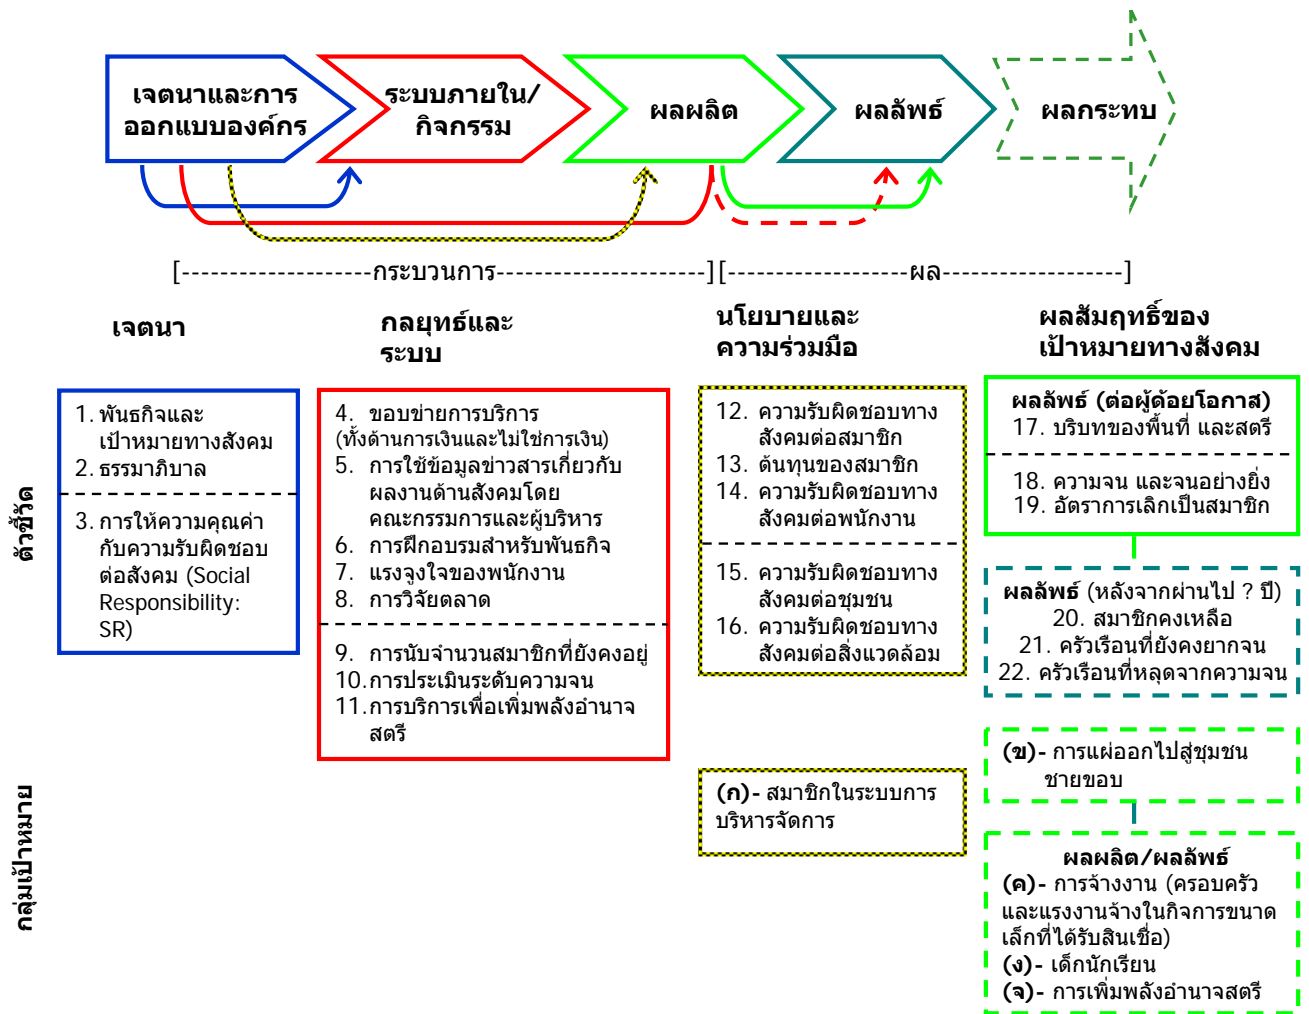 เจตนาและการ
ออกแบบองค์กร
ระบบภายใน/
กิจกรรม
ผลผลิต
ผลลัพธ์
ผลกระทบ
[--------------------กระบวนการ----------------------] [-------------------ผล-------------------]
เจตนา
กลยุทธ์และ
ระบบ
นโยบายและ
ความร่วมมือ
ผลสัมฤทธิ์ของ
เป้าหมายทางสังคม
ตัวชี้วัด
1. พันธกิจและ
เป้าหมายทางสังคม
2. ธรรมาภิบาล
3. การให้ความคุณค่า
กับความรับผิดชอบ
ต่อสังคม (Social
Responsibility:
SR)
4. ขอบข่ายการบริการ
(ทั้งด้านการเงินและไม่ใช่การเงิน)
5. การใช้ข้อมูลข่าวสารเกี่ยวกับ
ผลงานด้านสังคมโดย
คณะกรรมการและผู้บริหาร
6. การฝึกอบรมสำหรับพันธกิจ
7. แรงจูงใจของพนักงาน
8. การวิจัยตลาด
9. การนับจำนวนสมาชิกที่ยังคงอยู่
10. การประเมินระดับความจน
11. การบริการเพื่อเพิ่มพลังอำนาจ
สตรี
12. ความรับผิดชอบทาง
สังคมต่อสมาชิก
13. ต้นทุนของสมาชิก
14. ความรับผิดชอบทาง
สังคมต่อพนักงาน
15. ความรับผิดชอบทาง
สังคมต่อชุมชน
16. ความรับผิดชอบทาง
สังคมต่อสิ่งแวดล้อม
ผลลัพธ์ (ต่อผู้ด้อยโอกาส)
17. บริบทของพื้นที่ และสตรี
18. ความจน และจนอย่างยิ่ง
19. อัตราการเลิกเป็นสมาชิก
ผลลัพธ์ (หลังจากผ่านไป ? ปี)
20. สมาชิกคงเหลือ
21. ครัวเรือนที่ยังคงยากจน
22. ครัวเรือนที่หลุดจากความจน
กลุ่มเป้าหมาย
(ก)- สมาชิกในระบบการ
บริหารจัดการ
(ข)- การแผ่ออกไปสู่ชุมชน
ชายขอบ
ผลผลิต/ผลลัพธ์
(ค)- การจ้างงาน (ครอบครัว
และแรงงานจ้างในกิจการขนาด
เล็กที่ได้รับสินเชื่อ)
(ง)- เด็กนักเรียน
(จ)- การเพิ่มพลังอำนาจสตรี